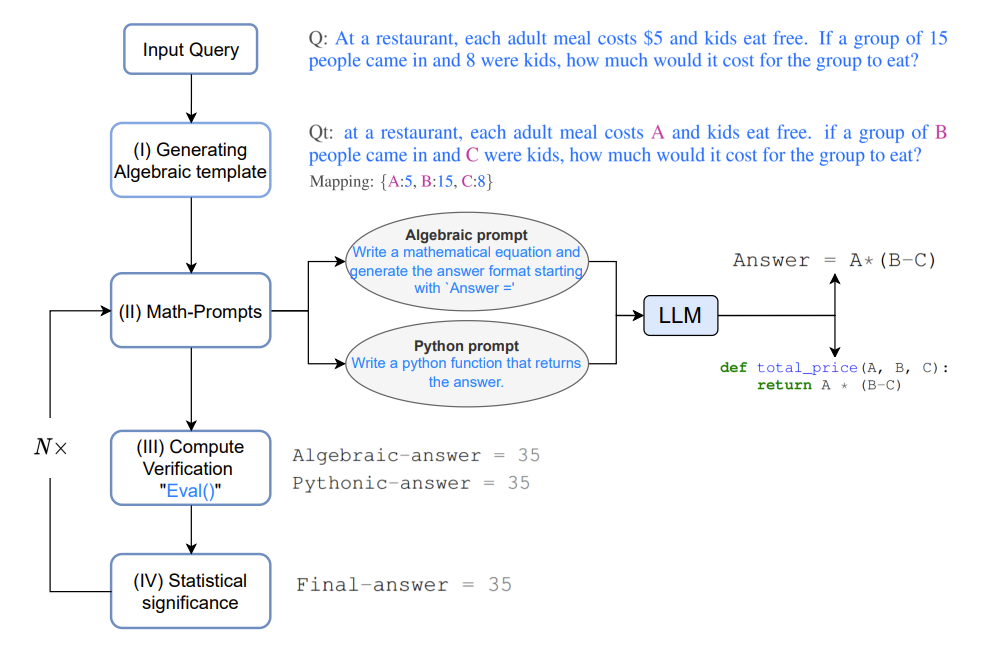 Input Query
Q: At a restaurant, each adult meal costs $5 and kids eat free. If a group of 15
people came in and 8 were kids, how much would it cost for the group to eat?
(I) Generating
Algebraic template
Qt: at a restaurant, each adult meal costs A and kids eat free. if a group of B
people came in and C were kids, how much would it cost for the group to eat?
Mapping: {A:5, B:15, C:8}
(II) Math-Prompts
Algebraic prompt
Write a mathematical equation and
generate the answer format starting
with `Answer ='
Python prompt
Write a python function that returns
the answer.
LLM
Answer = A*(B-C)
def total_price(A, B, C):
return A * (B-C)
N×
(III) Compute
Verification
"Eval()"
Algebraic-answer = 35
Pythonic-answer = 35
(IV) Statistical
significance
Final-answer = 35